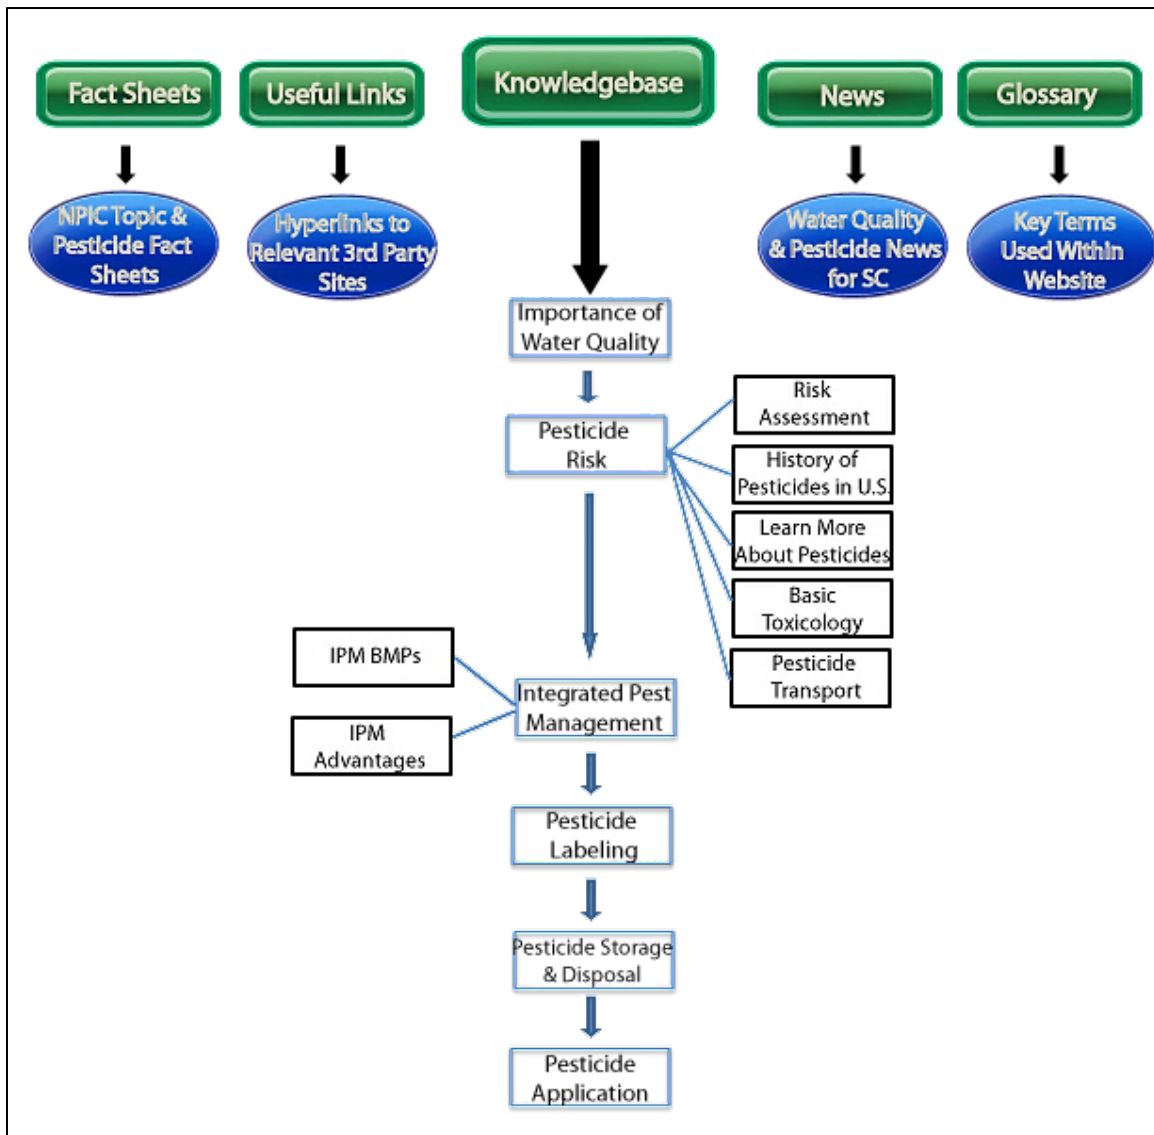 Fact Sheets
Useful Links
Knowledgebase
News
Glossary
NPIC Topic &
Pesticide Fact
Sheets
Hyperlinks to
Relevant 3rd Party
Sites
Water Quality
& Pesticide News
for SC
Key Terms
Used Within
Website
Importance of
Water Quality
Pesticide
Risk
Risk
Assessment
History of
Pesticides in U.S.
Learn More
About Pesticides
Basic
Toxicology
Pesticide
Transport
IPM BMPs
IPM
Advantages
Integrated Pest
Management
Pesticide
Labeling
Pesticide Storage
& Disposal
Pesticide
Application